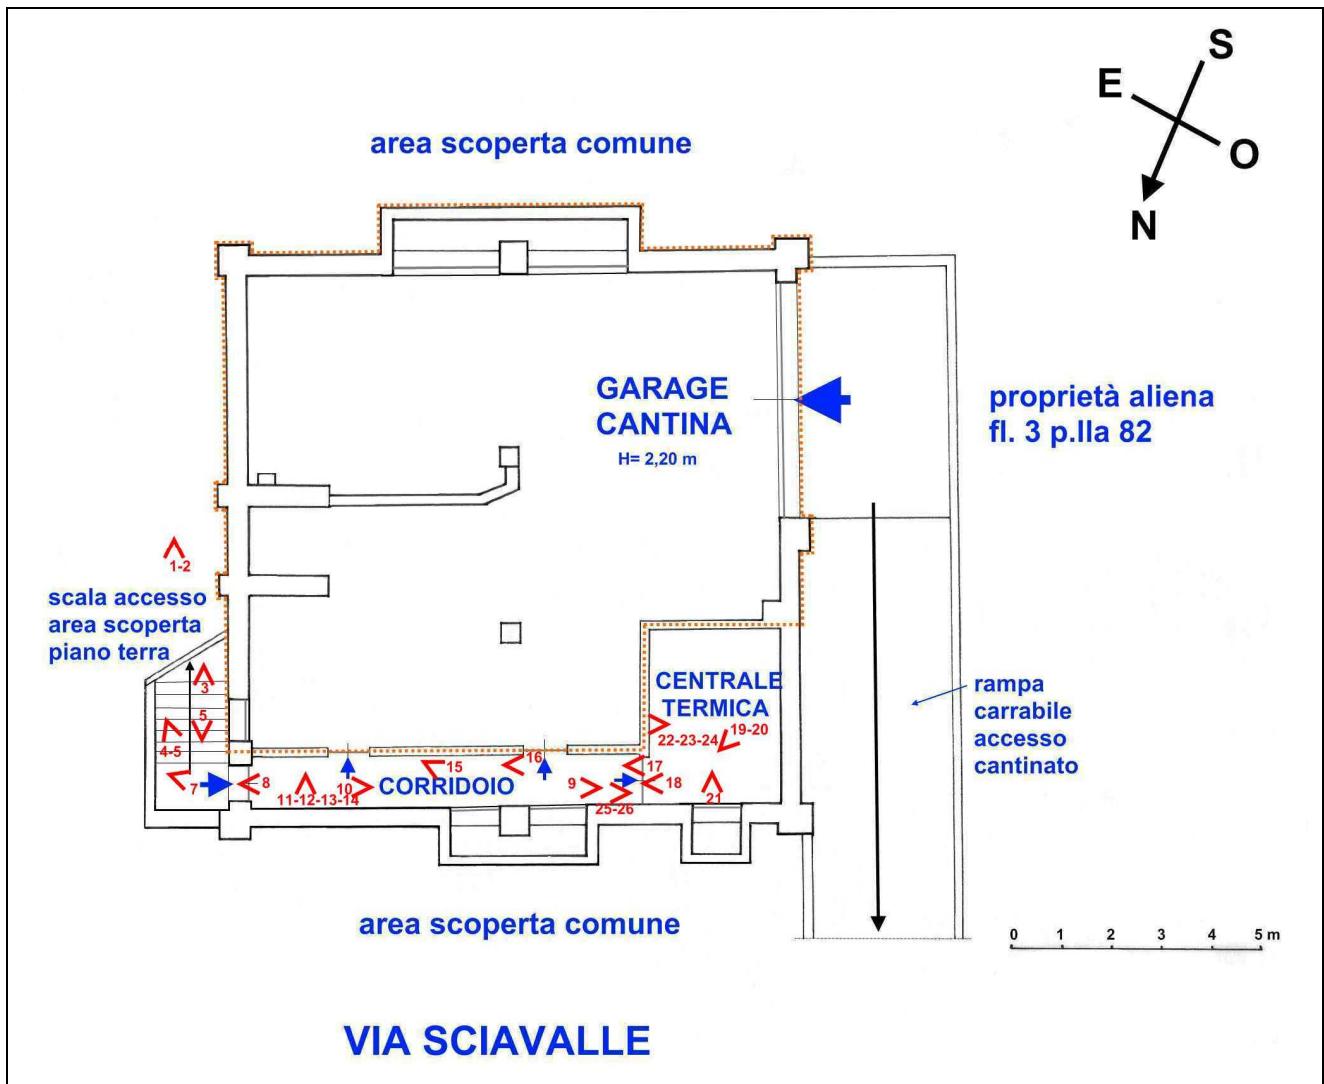 S
E
O
N
area scoperta comune
GARAGE
CANTINA
H= 2,20 m
proprietà aliena
fl. 3 p.lla 82
1-2
scala accesso
area scoperta
piano terra
3
5
4-5
7
8
11-12-13-14
10
15
CORRIDOIO
16
9
25-26
17
18
CENTRALE
TERMICA
22-23-24
19-20
21
rampa
carrabile
accesso
cantinato
area scoperta comune
0 1 2 3 4 5 m
VIA SCIAVALLE